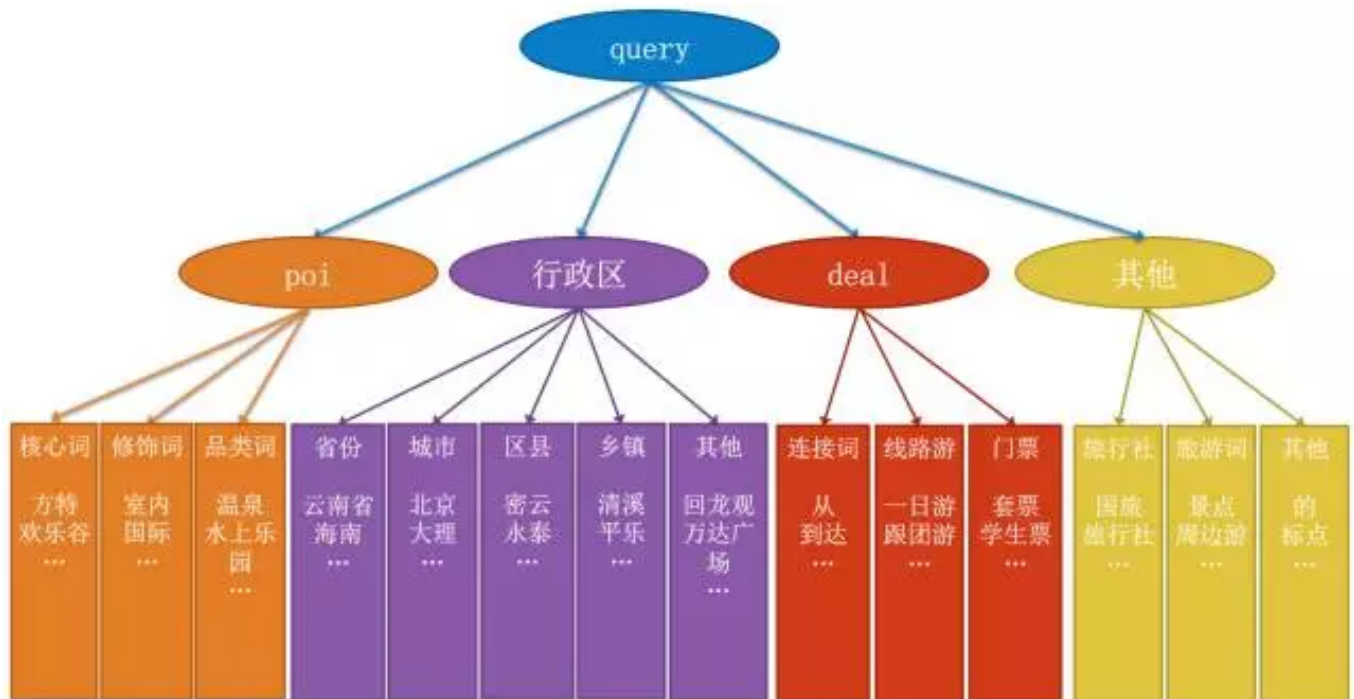 query
poi
行政区
deal
其他
核心词
方特
欢乐谷
...
修饰词
室内
国际
...
品类词
温泉
水上乐
园
...
省份
云南省
海南
...
城市
北京
大理
...
区县
密云
永泰
...
乡镇
清溪
平乐
...
其他
回龙观
万达广
场
...
连接词
从
到达
...
线路游
一日游
跟团游
...
门票
套票
学生票
...
旅行社
国旅
旅行社
...
旅游词
景点
周边游
...
其他
的
标点
...